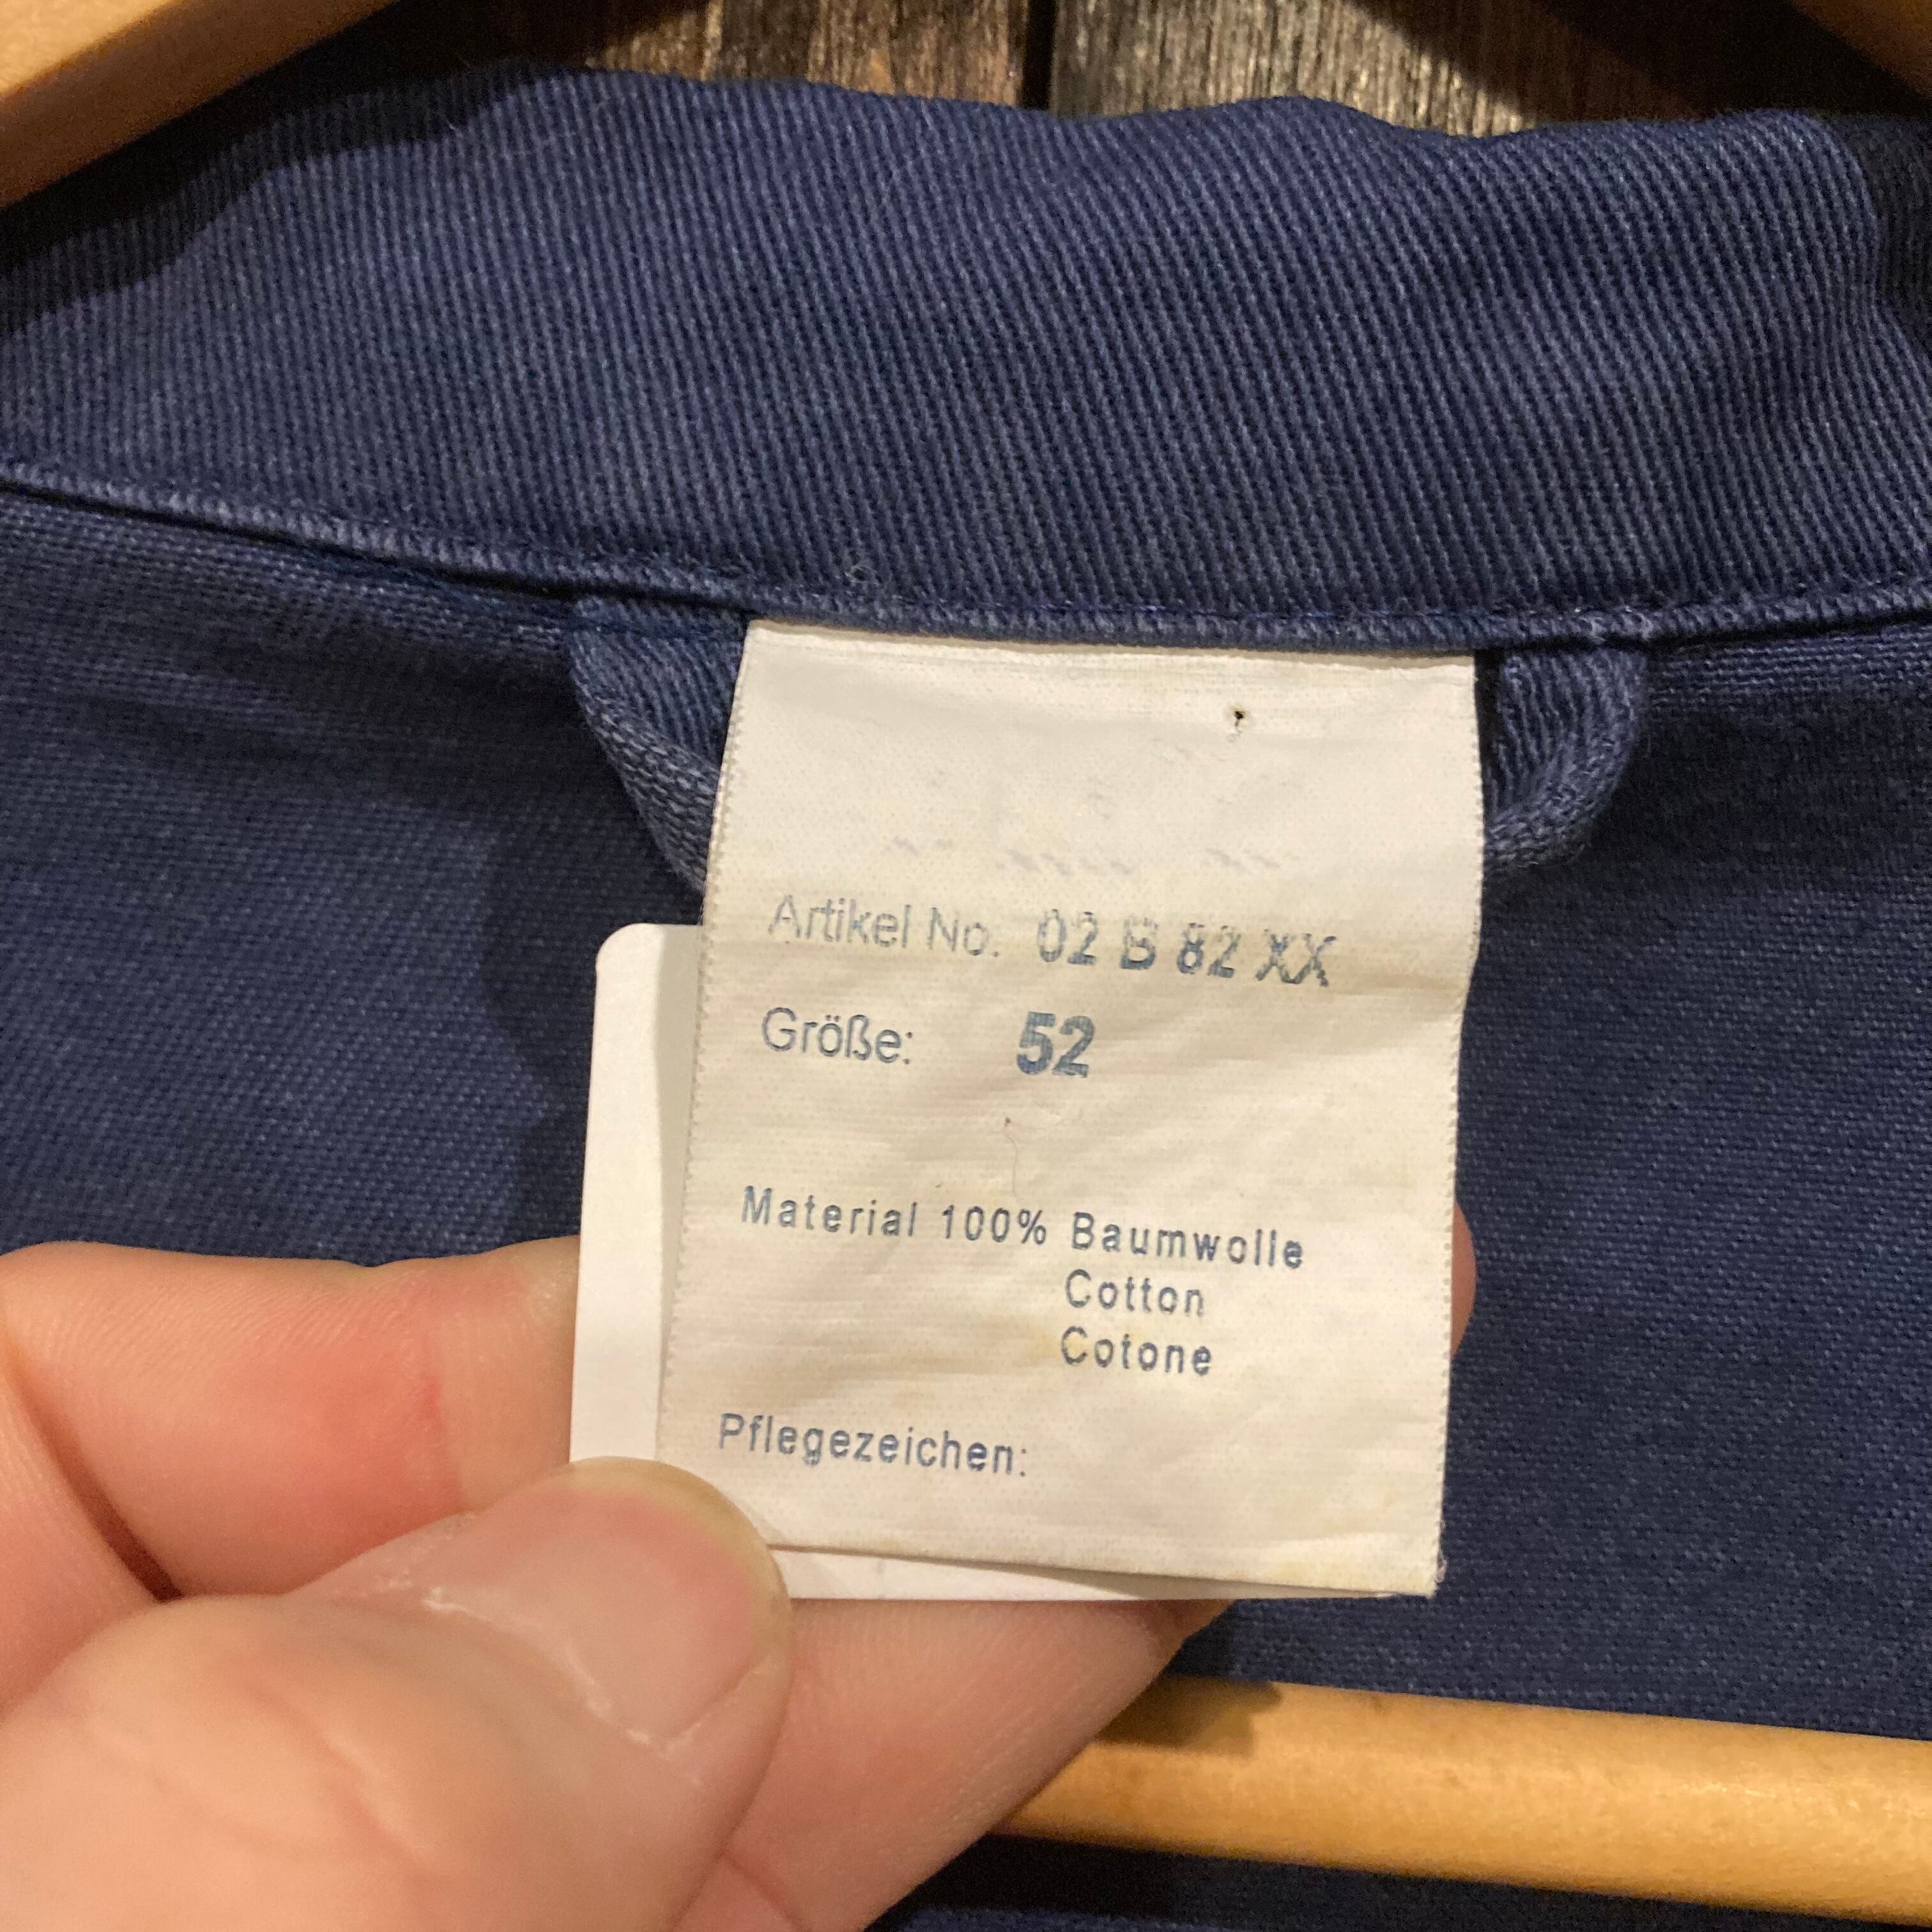 Artikel No. 02 B 82 XX
Größe: 52
Material 100% Baumwolle
Cotton
Cotone
Pflegezeichen: